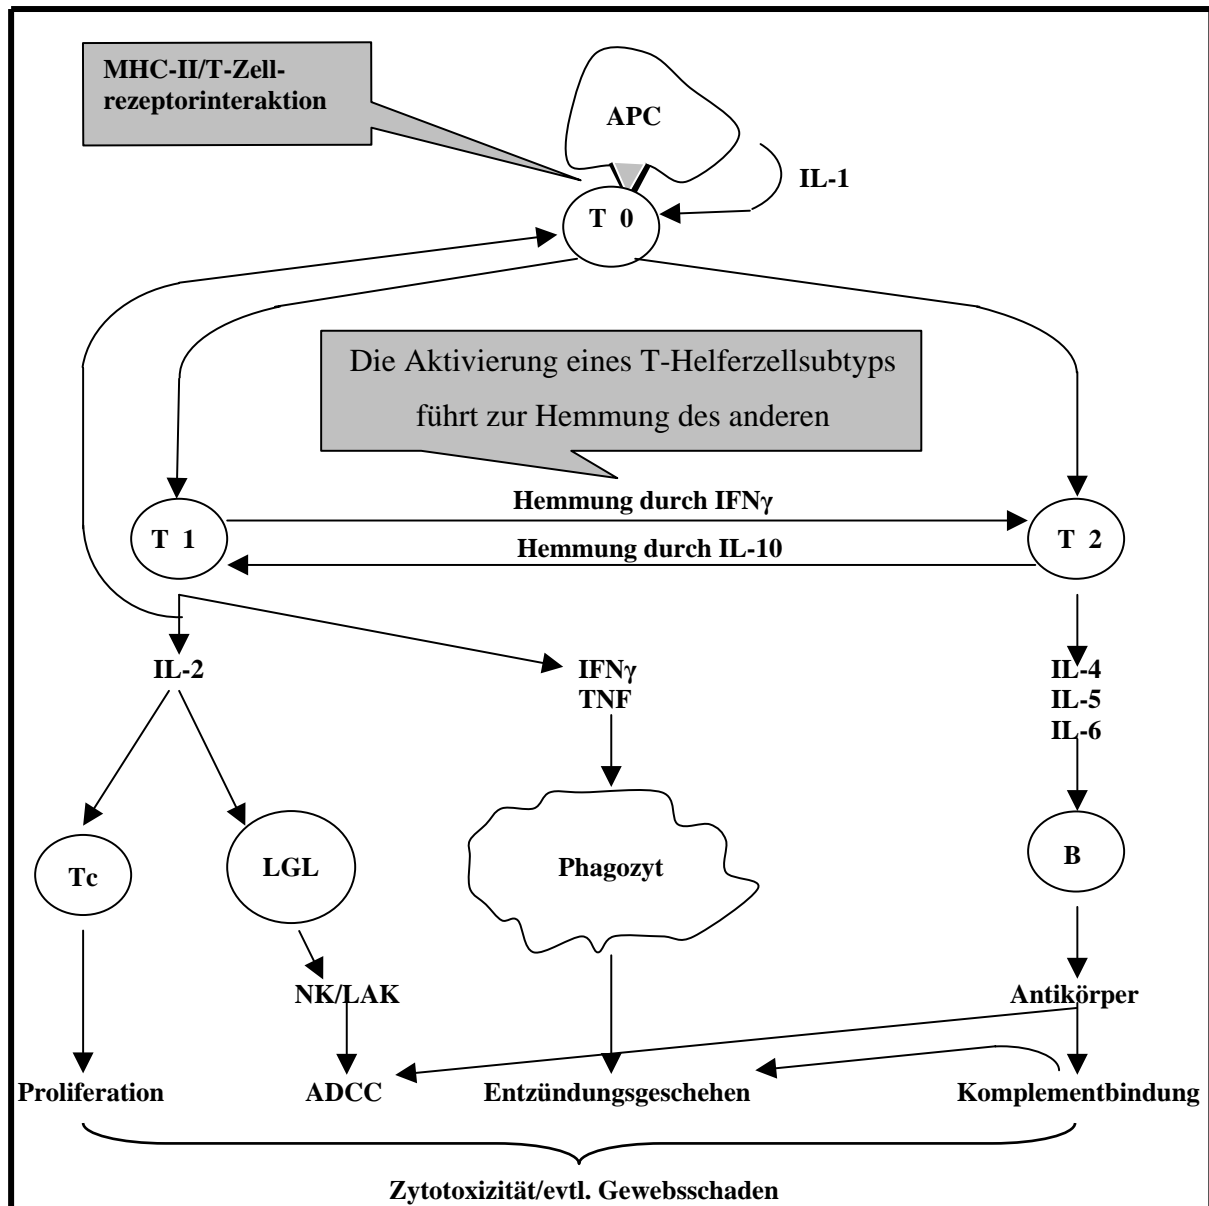 MHC-II/T-Zell-
rezeptorinteraktion
APC
IL-1
T 0
Die Aktivierung eines T-Helferzellsubtyps
führt zur Hemmung des anderen
Hemmung durch IFNγ
T 1
T 2
Hemmung durch IL-10
IL-2
IFNγ
TNF
IL-4
IL-5
IL-6
Tc
LGL
Phagozyt
B
NK/LAK
Antikörper
Proliferation
ADCC
Entzündungsgeschehen
Komplementbindung
Zytotoxizität/evtl. Gewebsschaden